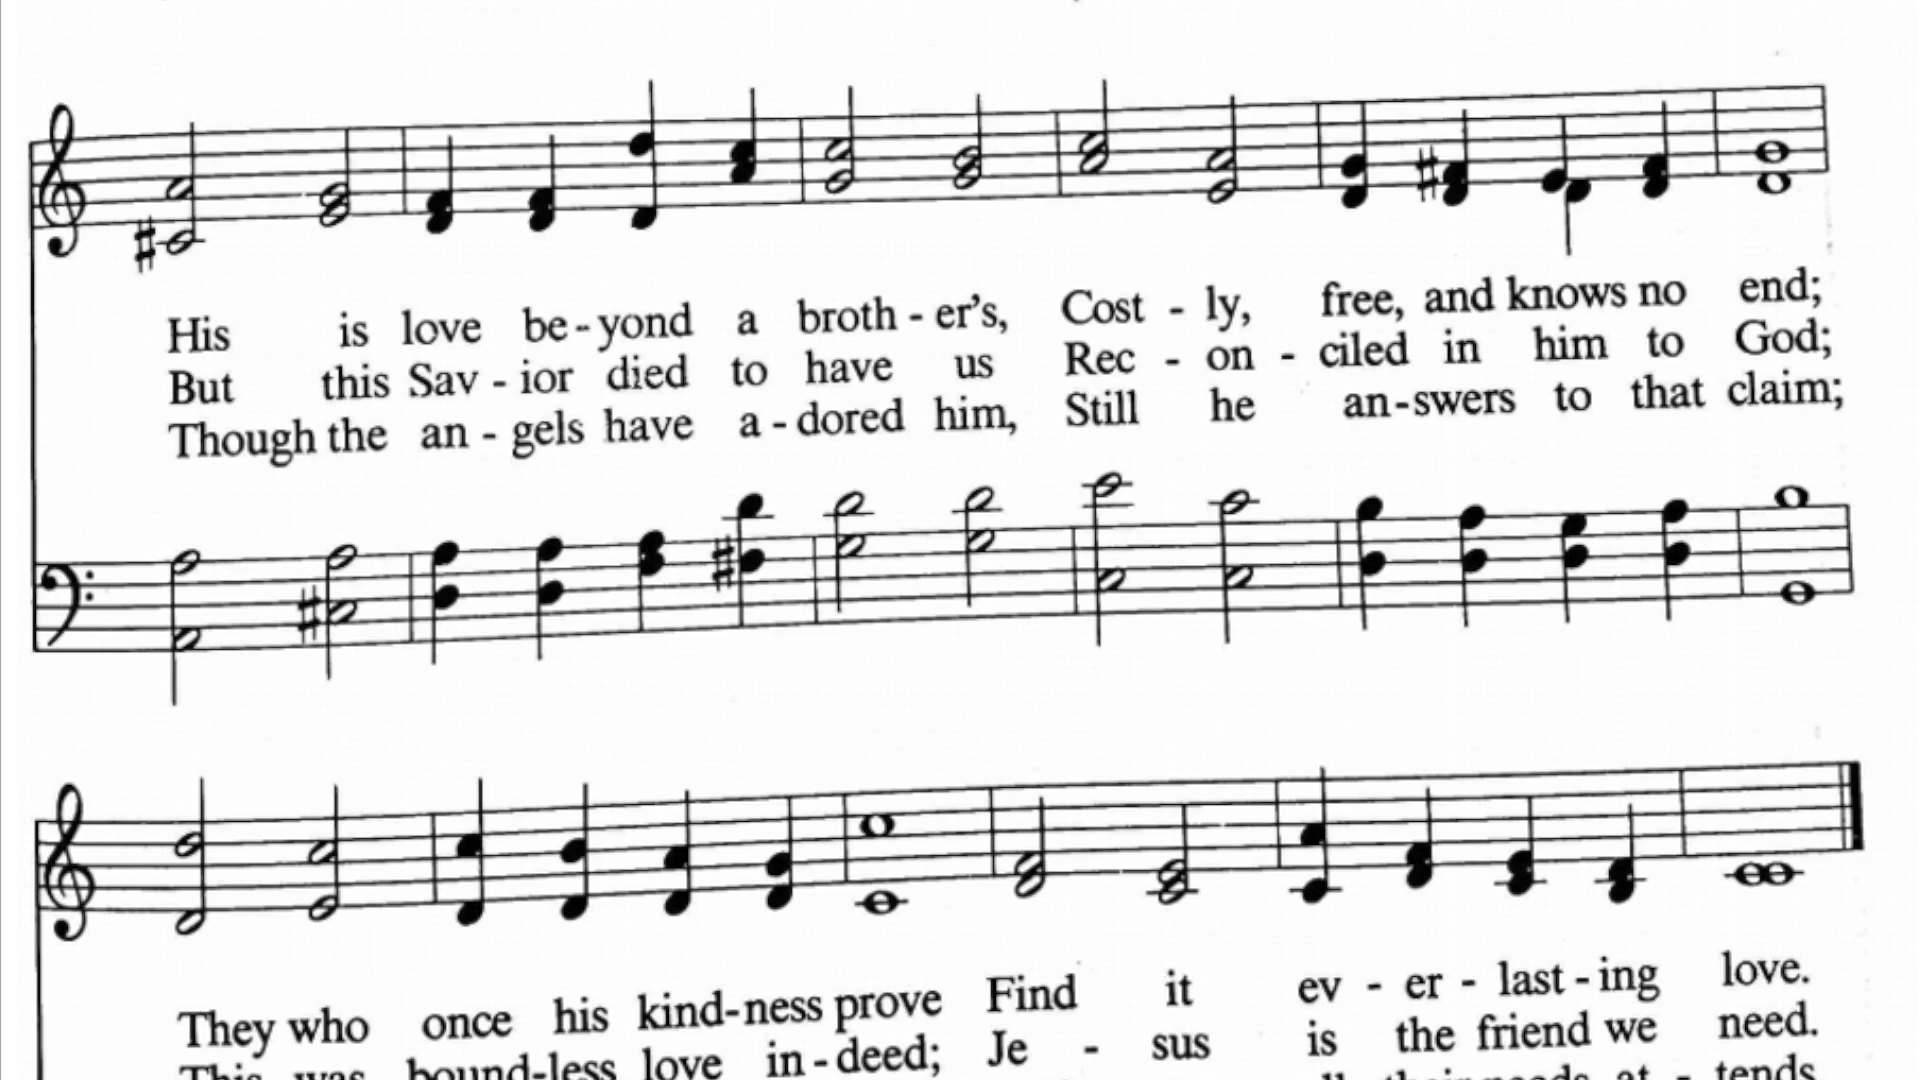 His is love be-yond a broth-er's, Cost-ly, free, and knows no end;
But this Sav-ior died to have us Rec-on-ciled in him to God;
Though the an-gels have a-dored him, Still he an-swers to that claim;
They who once his kind-ness prove Find it ev-er-last-ing love.
This was bound-less love in-deed; Je-sus is the friend we need.
needs at-tends